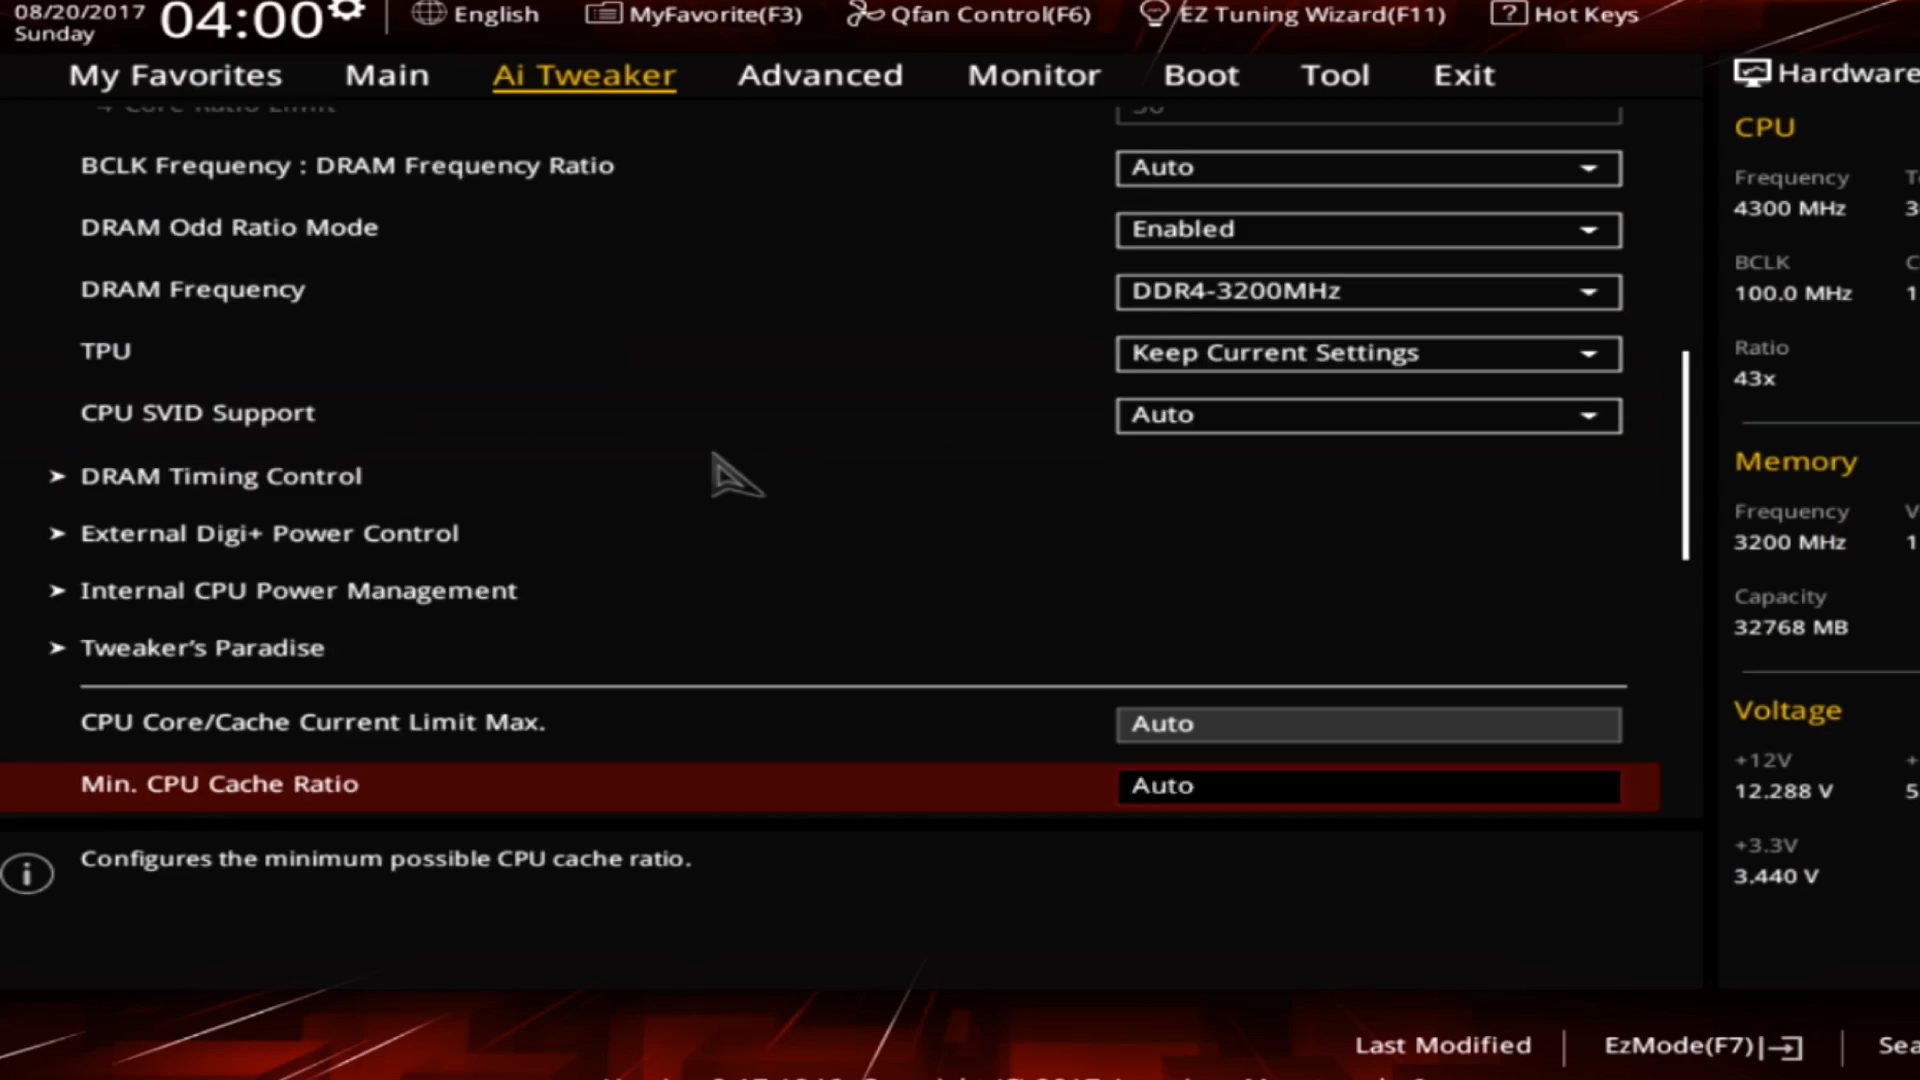 08/20/2017
Sunday
04:00
English
MyFavorite(F3)
Qfan Control(F6)
EZ Tuning Wizard(F11)
? Hot Keys
My Favorites
Main
Ai Tweaker
Advanced
Monitor
Boot
Tool
Exit
Hardware
BCLK Frequency : DRAM Frequency Ratio
Auto
DRAM Odd Ratio Mode
Enabled
DRAM Frequency
DDR4-3200MHz
TPU
Keep Current Settings
CPU SVID Support
Auto
DRAM Timing Control
External Digi+ Power Control
Internal CPU Power Management
Tweaker's Paradise
CPU Core/Cache Current Limit Max.
Auto
Min. CPU Cache Ratio
Auto
Configures the minimum possible CPU cache ratio.
CPU
Frequency
4300 MHz
3
BCLK
C
100.0 MHz
1
Ratio
43x
Memory
Frequency
V
3200 MHz
1
Capacity
32768 MB
Voltage
+12V
+
12.288 V
5
+3.3V
3.440 V
Last Modified
EzMode(F7)